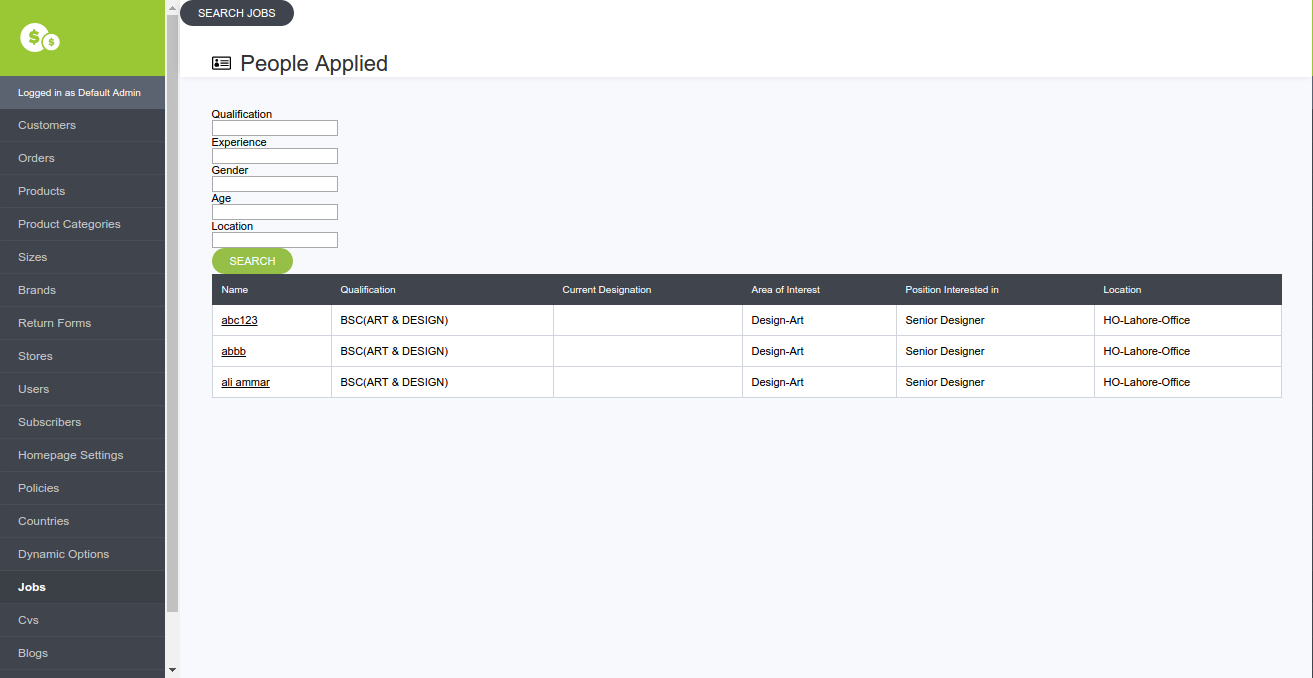 SEARCH JOBS
People Applied
Logged in as Default Admin
Customers
Orders
Products
Product Categories
Sizes
Brands
Return Forms
Stores
Users
Subscribers
Homepage Settings
Policies
Countries
Dynamic Options
Jobs
Cvs
Blogs
Qualification
Experience
Gender
Age
Location
SEARCH
Name Qualification Current Designation Area of Interest Position Interested in Location
abc123 BSC(ART & DESIGN) Design-Art Senior Designer HO-Lahore-Office
abbb BSC(ART & DESIGN) Design-Art Senior Designer HO-Lahore-Office
ali ammar BSC(ART & DESIGN) Design-Art Senior Designer HO-Lahore-Office